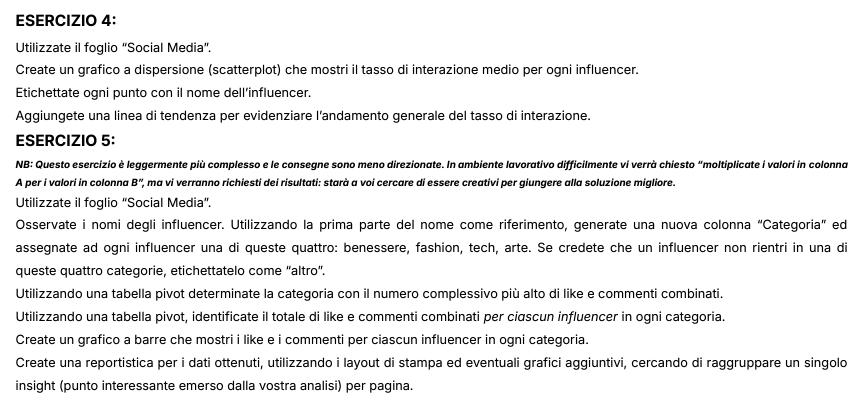 ESERCIZIO 4:
Utilizzate il foglio “Social Media”.
Create un grafico a dispersione (scatterplot) che mostri il tasso di interazione medio per ogni influencer.
Etichettate ogni punto con il nome dell’influencer.
Aggiungete una linea di tendenza per evidenziare l’andamento generale del tasso di interazione.
ESERCIZIO 5:
NB: Questo esercizio è leggermente più complesso e le consegne sono meno direzionate. In ambiente lavorativo difficilmente vi verrà chiesto “moltiplicate i valori in colonna
A per i valori in colonna B”, ma vi verranno richiesti dei risultati: starà a voi cercare di essere creativi per giungere alla soluzione migliore.
Utilizzate il foglio “Social Media”.
Osservate i nomi degli influencer. Utilizzando la prima parte del nome come riferimento, generate una nuova colonna “Categoria” ed
assegnate ad ogni influencer una di queste quattro: benessere, fashion, tech, arte. Se credete che un influencer non rientri in una di
queste quattro categorie, etichettatelo come “altro”.
Utilizzando una tabella pivot determinate la categoria con il numero complessivo più alto di like e commenti combinati.
Utilizzando una tabella pivot, identificate il totale di like e commenti combinati per ciascun influencer in ogni categoria.
Create un grafico a barre che mostri i like e i commenti per ciascun influencer in ogni categoria.
Create una reportistica per i dati ottenuti, utilizzando i layout di stampa ed eventuali grafici aggiuntivi, cercando di raggruppare un singolo
insight (punto interessante emerso dalla vostra analisi) per pagina.